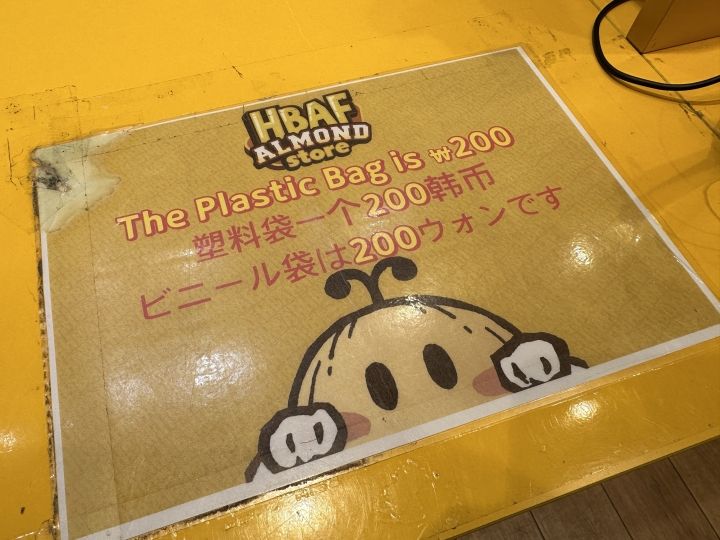 HBAF
ALMOND
store
The Plastic Bag is ₩200
塑料袋一个200韩币
ビニール袋は200ウォンです